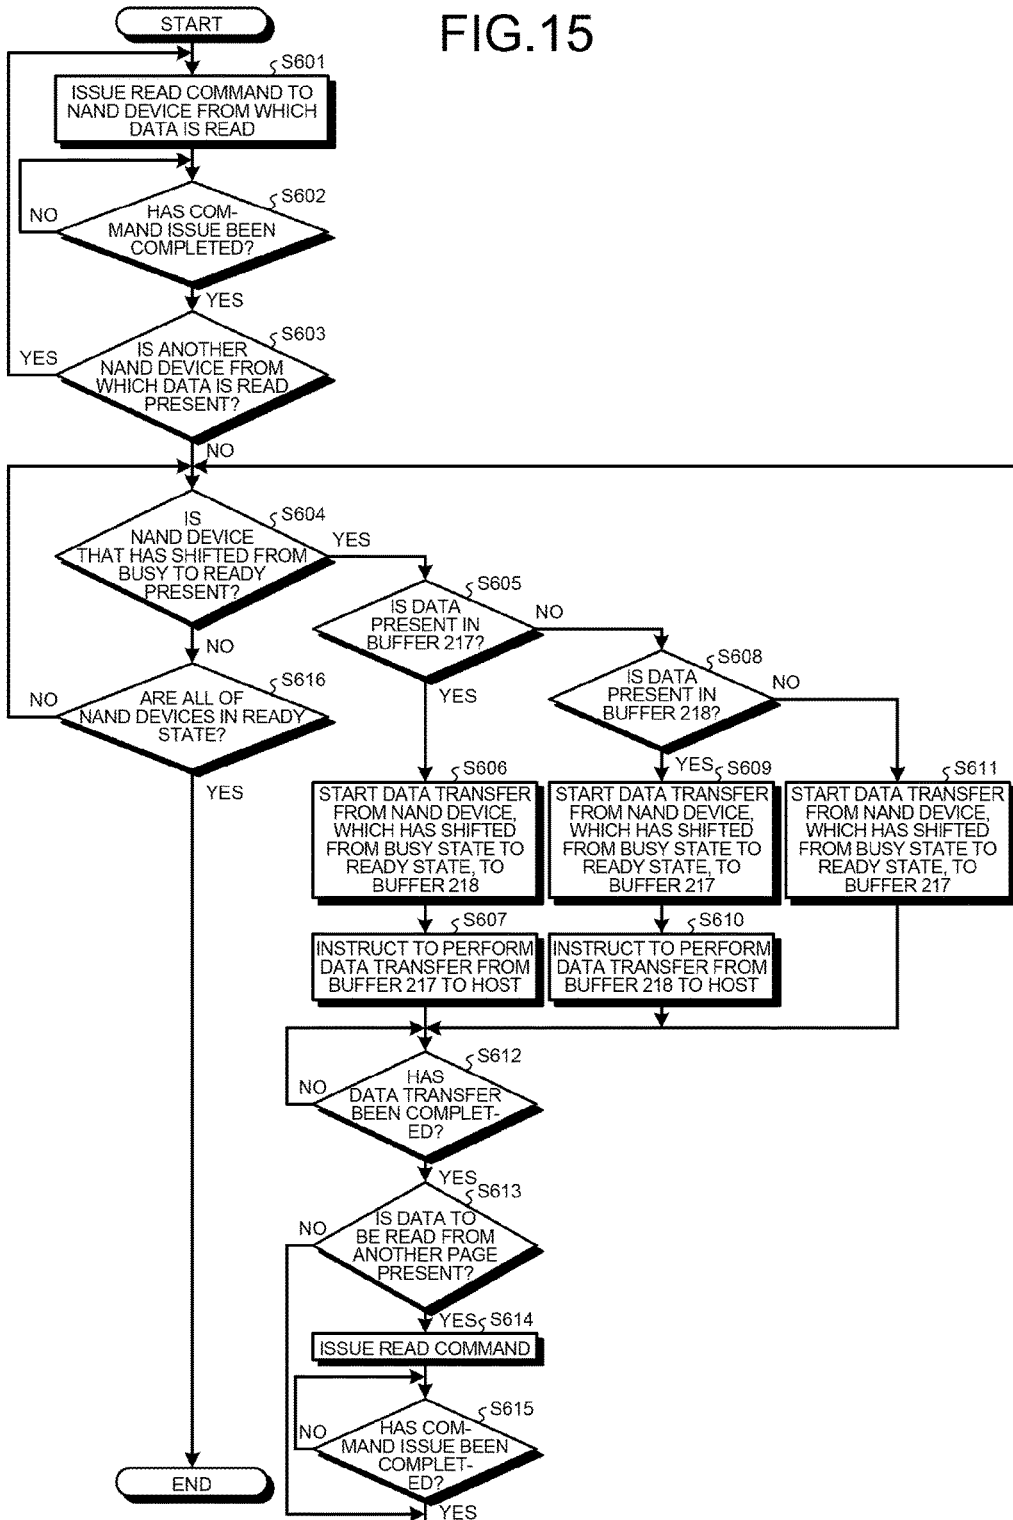 FIG.15
START
S601
ISSUE READ COMMAND TO
NAND DEVICE FROM WHICH
DATA IS READ
S602
HAS COM-
MAND ISSUE BEEN
COMPLETED?
NO
YES
S603
IS ANOTHER
NAND DEVICE FROM
WHICH DATA IS READ
PRESENT?
YES
NO
S604
IS
NAND DEVICE
THAT HAS SHIFTED FROM
BUSY TO READY
PRESENT?
YES
NO
S605
IS DATA
PRESENT IN
BUFFER 217?
NO
YES
S608
IS DATA
PRESENT IN
BUFFER 218?
NO
YES
S616
ARE ALL OF
NAND DEVICES IN READY
STATE?
NO
YES
S606
START DATA TRANSFER
FROM NAND DEVICE,
WHICH HAS SHIFTED
FROM BUSY STATE TO
READY STATE, TO
BUFFER 218
S609
START DATA TRANSFER
FROM NAND DEVICE,
WHICH HAS SHIFTED
FROM BUSY STATE TO
READY STATE, TO
BUFFER 217
S611
START DATA TRANSFER
FROM NAND DEVICE,
WHICH HAS SHIFTED
FROM BUSY STATE TO
READY STATE, TO
BUFFER 217
S607
INSTRUCT TO PERFORM
DATA TRANSFER FROM
BUFFER 217 TO HOST
S610
INSTRUCT TO PERFORM
DATA TRANSFER FROM
BUFFER 218 TO HOST
S612
HAS
DATA TRANSFER
BEEN COMPLET-
ED?
NO
YES
S613
IS DATA TO
BE READ FROM
ANOTHER PAGE
PRESENT?
NO
YES
S614
ISSUE READ COMMAND
S615
HAS COM-
MAND ISSUE BEEN
COMPLET-
ED?
NO
YES
END